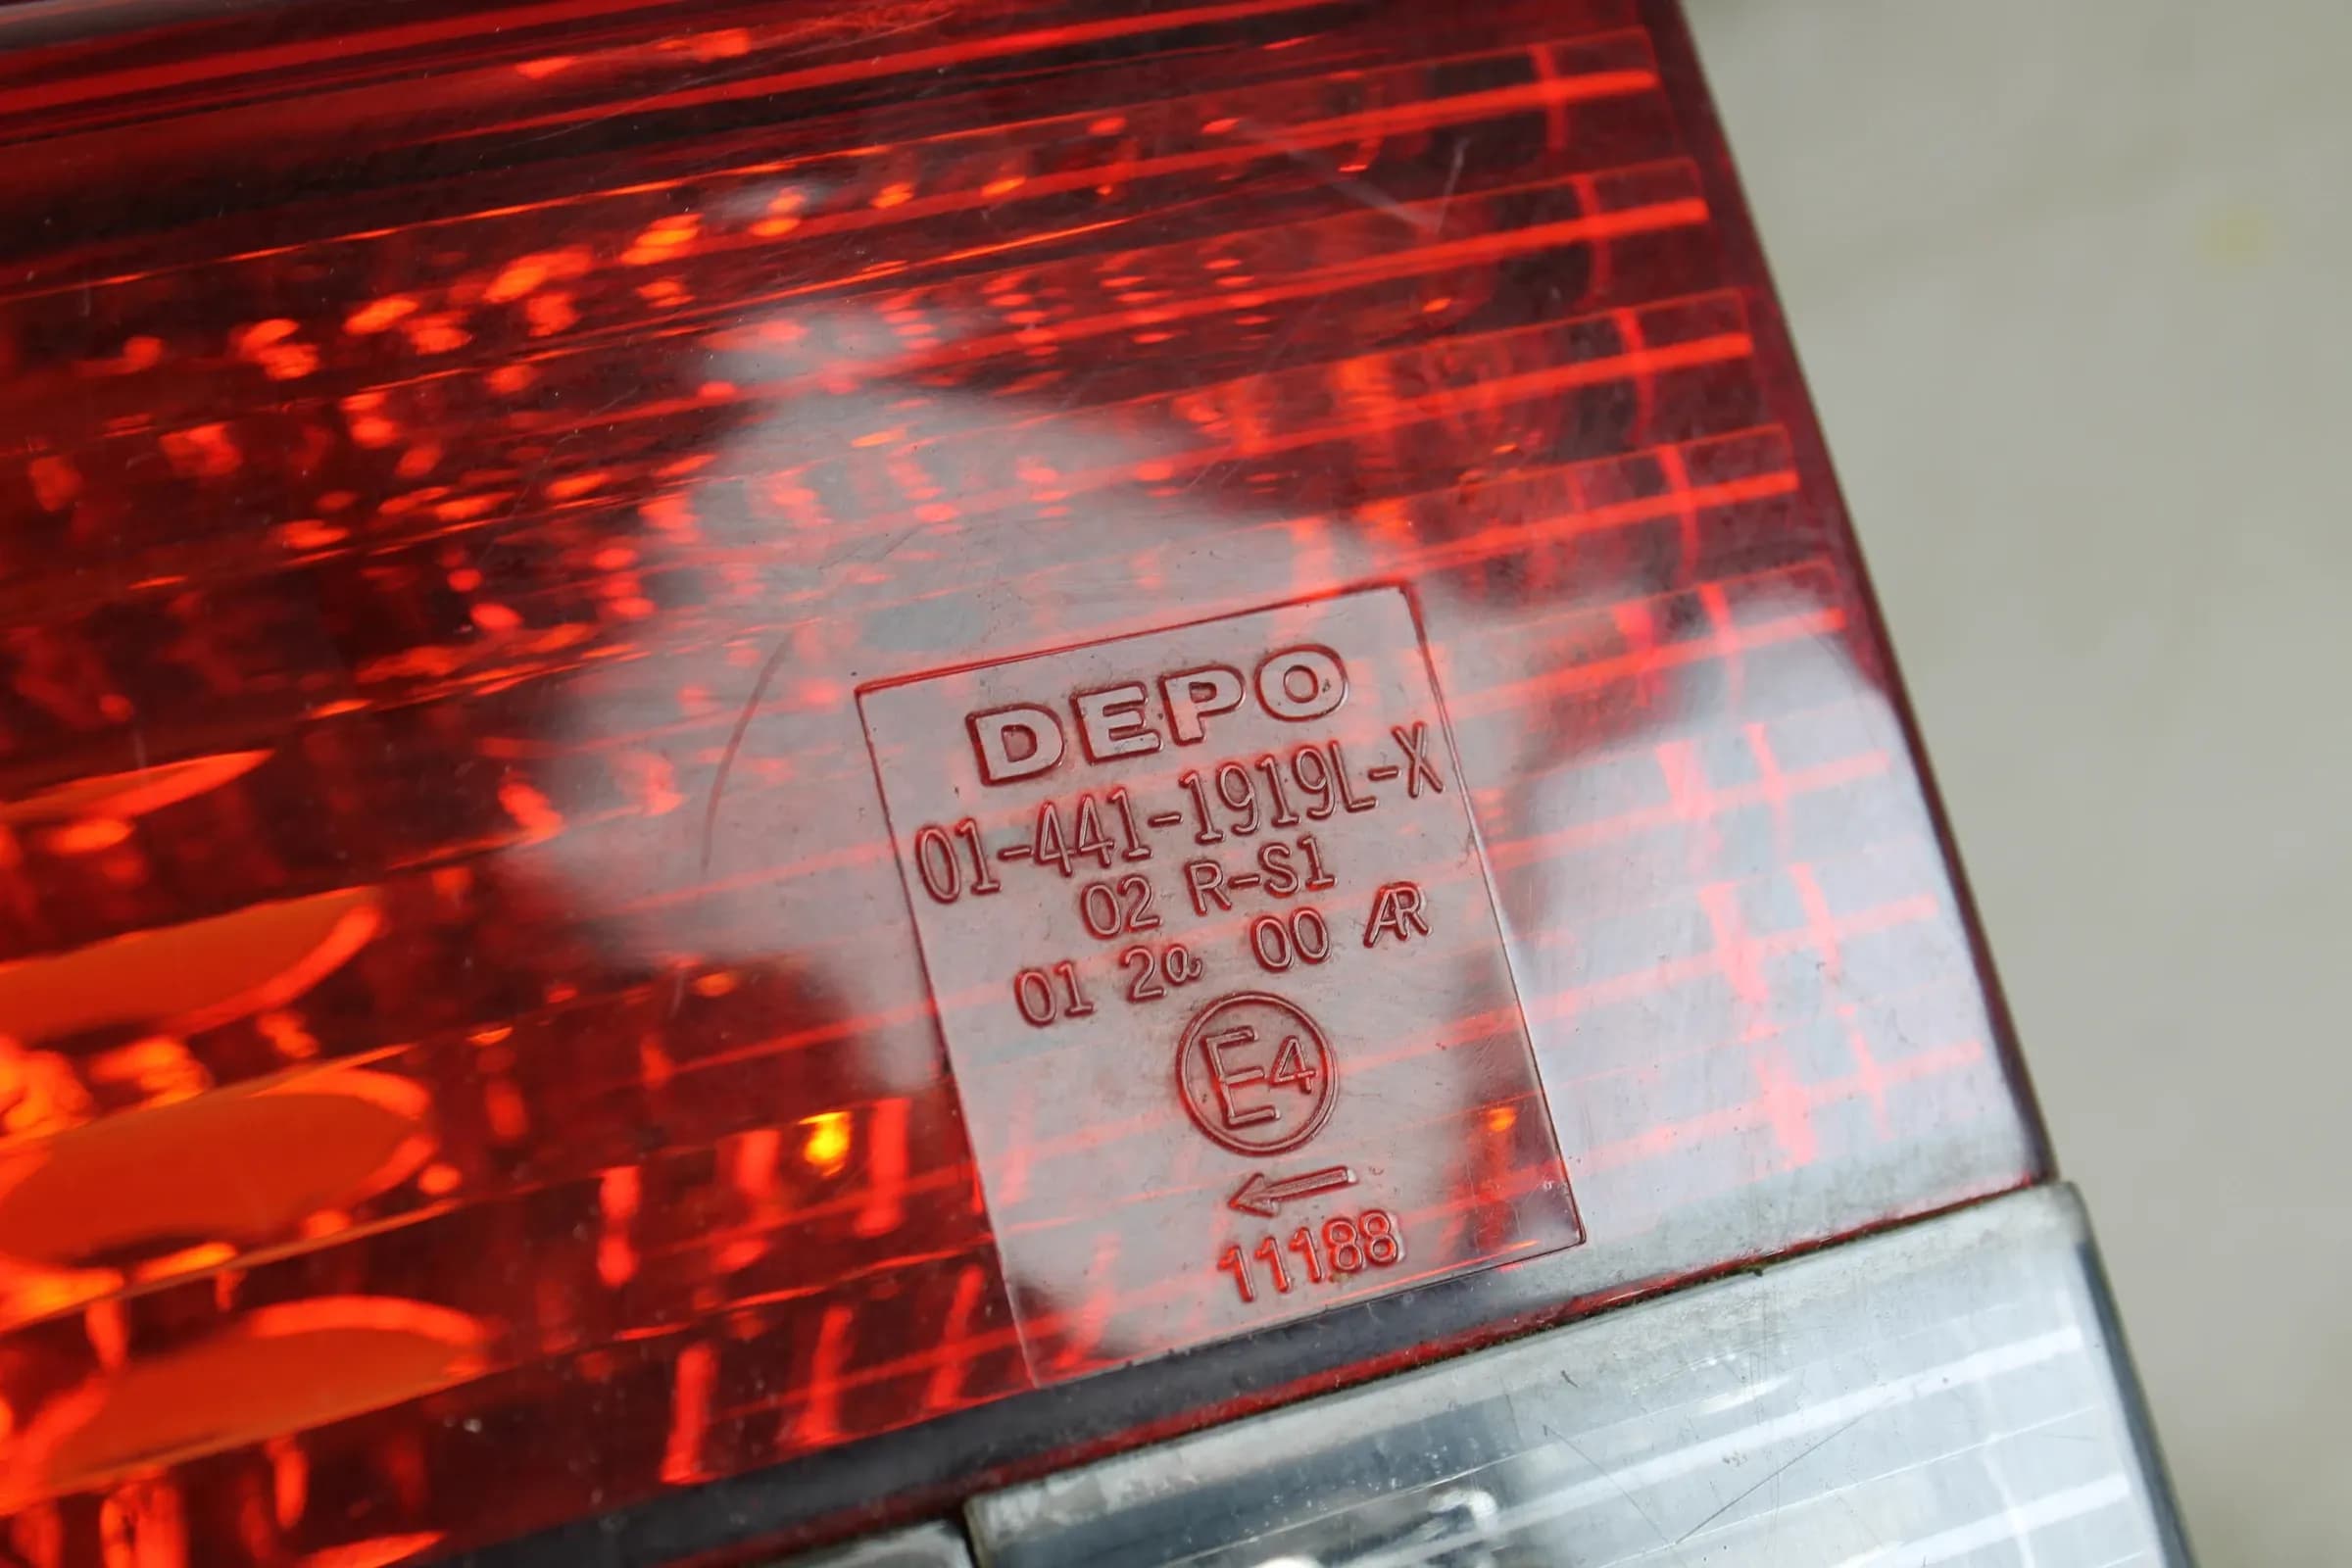 DEPO
01-441-1919L-X
02 R-S1
01 2a 00 AR
E4
←
11188